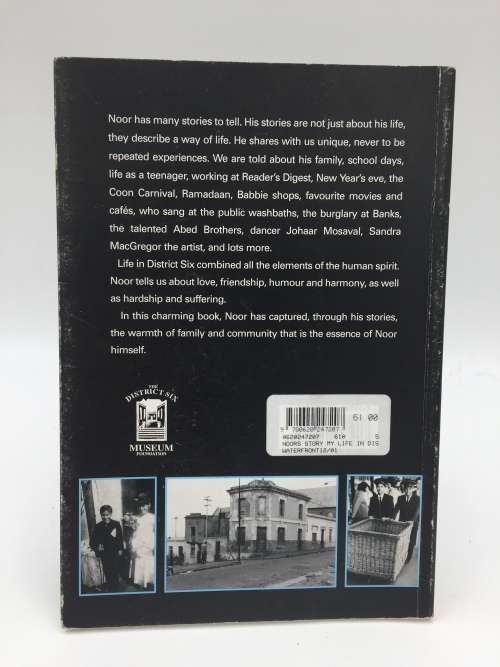 Noor has many stories to tell. His stories are not just about his life,
they describe a way of life. He shares with us unique, never to be
repeated experiences. We are told about his family, school days,
life as a teenager, working at Reader's Digest, New Year's eve, the
Coon Carnival, Ramadaan, Babbie shops, favourite movies and
cafés, who sang at the public washbaths, the burglary at Banks,
the talented Abed Brothers, dancer Johaar Mosaval, Sandra
MacGregor the artist, and lots more.
Life in District Six combined all the elements of the human spirit.
Noor tells us about love, friendship, humour and harmony, as well
as hardship and suffering.
In this charming book, Noor has captured, through his stories,
the warmth of family and community that is the essence of Noor
himself.
THE
DISTRICT SIX
MUSEUM
FOUNDATION
61.00
9 780620 247207
0620247207 610 S
NOORS STORY MY LIFE IN DIS
WATERFRONT12/01